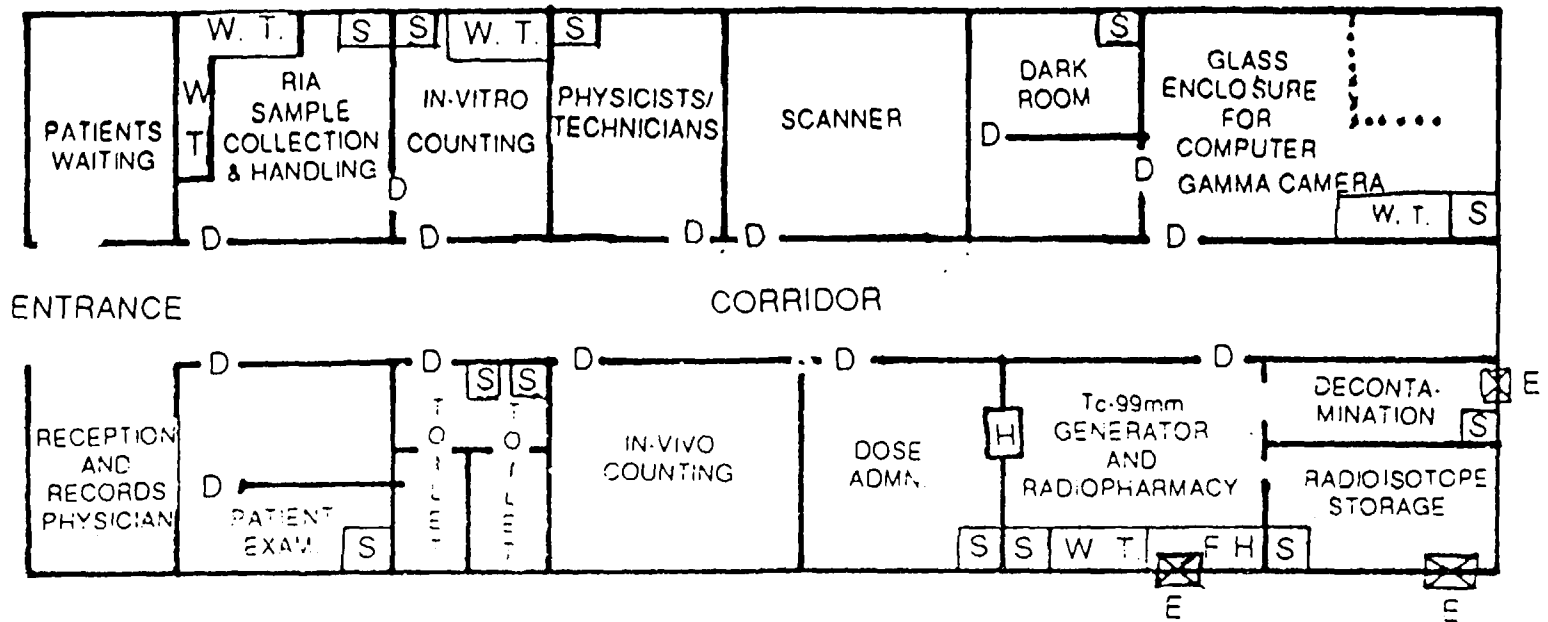 W. T.
S
S
W. T.
S
S
W
T
PATIENTS
WAITING
RIA
SAMPLE
COLLECTION
& HANDLING
D
IN-VITRO
COUNTING
PHYSICISTS/
TECHNICIANS
SCANNER
DARK
ROOM
D
D
GLASS
ENCLOSURE
FOR
COMPUTER
GAMMA CAMERA
W. T.
S
D
D
D
D
D
ENTRANCE
CORRIDOR
D
D
D
D
D
RECEPTION
AND
RECORDS
PHYSICIAN
D
PATIENT
EXAM.
S
S
S
TOILET
TOILET
IN-VIVO
COUNTING
DOSE
ADMN.
H
Tc-99mm
GENERATOR
AND
RADIOPHARMACY
DECONTA-
MINATION
S
E
RADIOISOTOPE
STORAGE
S
S
W T
F H
S
E
E